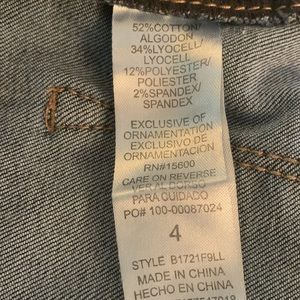 52%COTTON/
ALGODON
34%LYOCELL/
LYOCELL
12%POLYESTER/
POLIESTER
2%SPANDEX/
SPANDEX
EXCLUSIVE OF
ORNAMENTATION
EXCLUSIVO DE
ORNAMENTACION
RN#15600
CARE ON REVERSE
VER AL DORSO
PARA CUIDADO
PO# 100-00087024
4
STYLE B1721F9LL
MADE IN CHINA
HECHO EN CHINA